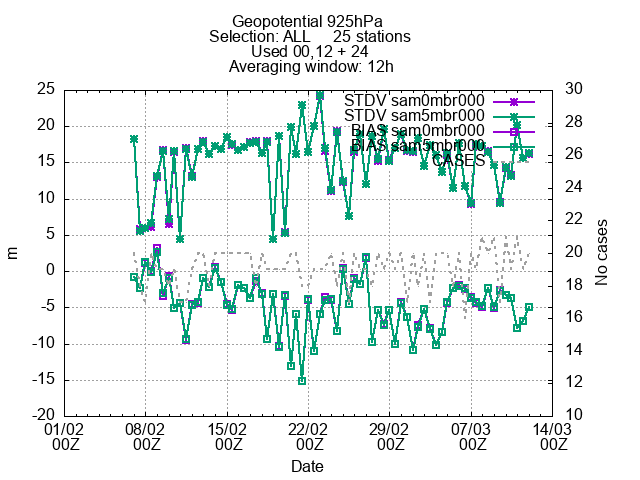 Geopotential 925hPa
Selection: ALL 25 stations
Used 00,12 + 24
Averaging window: 12h
STDV sam0mbr000
STDV sam5mbr000
BIAS sam0mbr000
BIAS sam5mbr000
CASES
25
20
15
10
5
0
-5
-10
-15
-20
m
30
28
26
24
22
20
18
16
14
12
10
No cases
01/02 08/02 15/02 22/02 29/02 07/03 14/03
00Z 00Z 00Z 00Z 00Z 00Z 00Z
Date